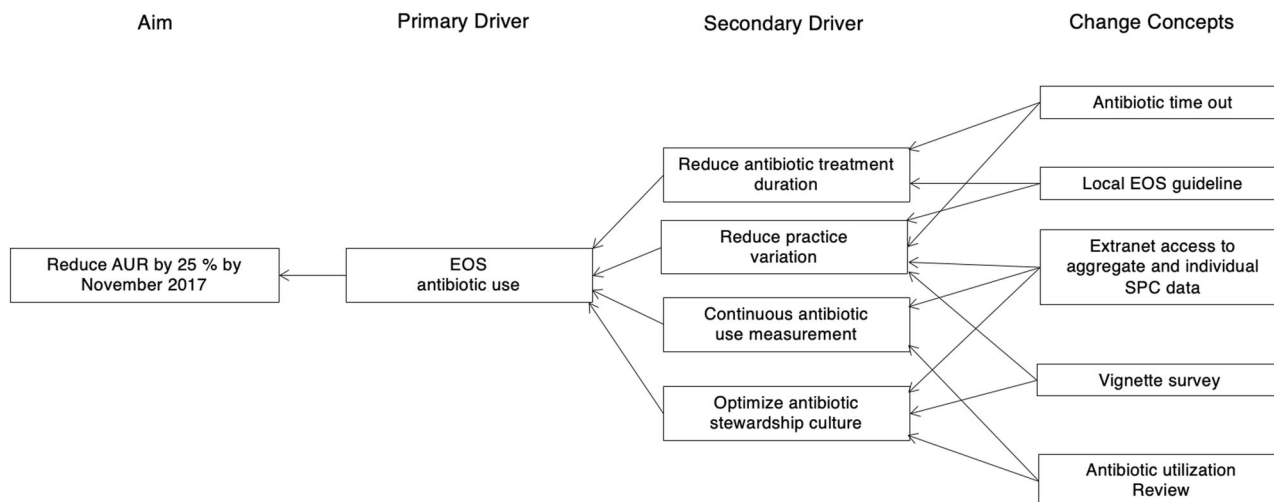 Aim
Primary Driver
Secondary Driver
Change Concepts
Reduce AUR by 25 % by
November 2017
EOS
antibiotic use
Reduce antibiotic treatment
duration
Reduce practice
variation
Continuous antibiotic
use measurement
Optimize antibiotic
stewardship culture
Antibiotic time out
Local EOS guideline
Extranet access to
aggregate and individual
SPC data
Vignette survey
Antibiotic utilization
Review